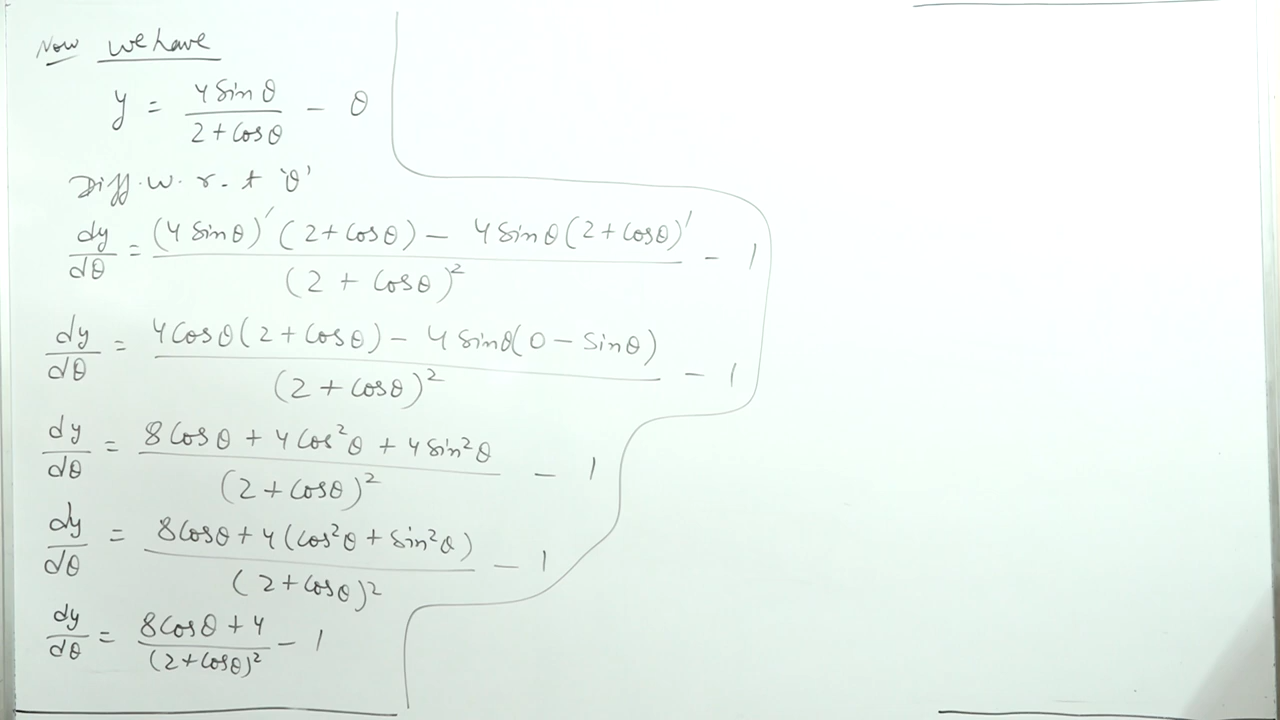 Now we have
y = 4 Sin θ / 2 + Cos θ - θ
Diff. w. r. t 'θ'
dy/dθ = (4 Sin θ)' (2 + Cos θ) - 4 Sin θ (2 + Cos θ)' / (2 + Cos θ)² - 1
dy/dθ = 4 Cos θ (2 + Cos θ) - 4 Sin θ (0 - Sin θ) / (2 + Cos θ)² - 1
dy/dθ = 8 Cos θ + 4 Cos² θ + 4 Sin² θ / (2 + Cos θ)² - 1
dy/dθ = 8 Cos θ + 4 (Cos² θ + Sin² θ) / (2 + Cos θ)² - 1
dy/dθ = 8 Cos θ + 4 / (2 + Cos θ)² - 1